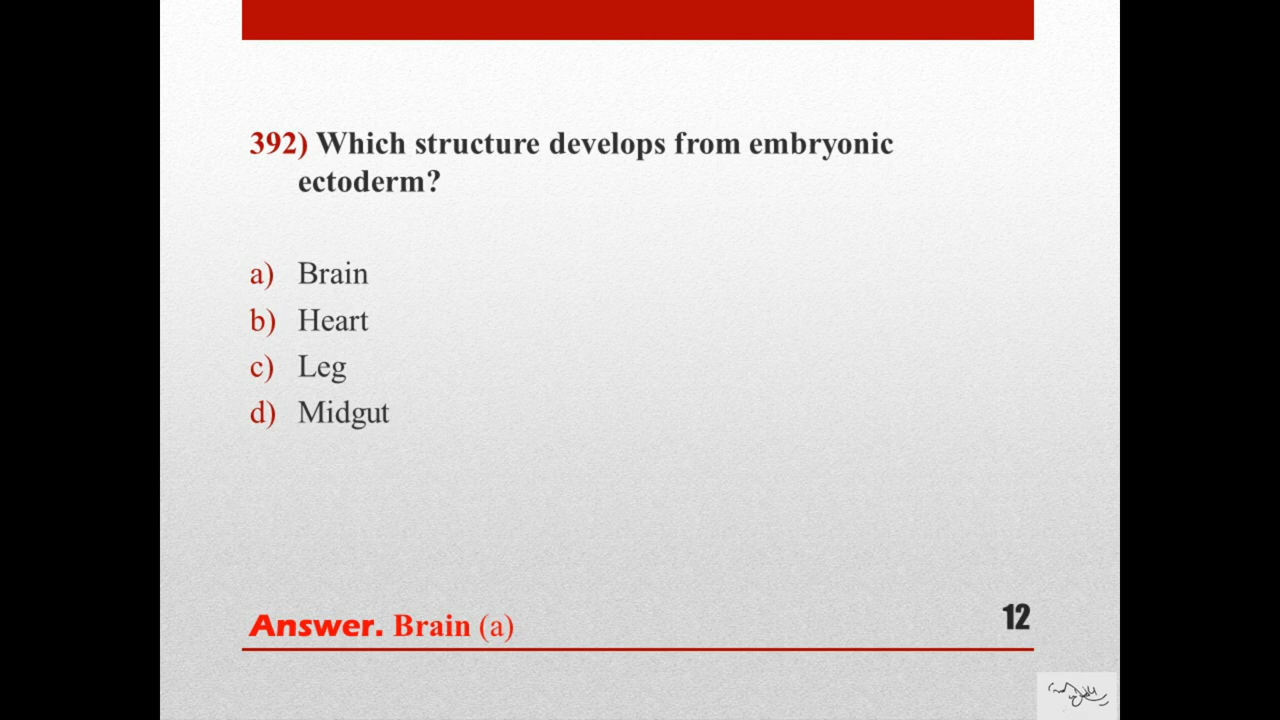 392) Which structure develops from embryonic
ectoderm?
a) Brain
b) Heart
c) Leg
d) Midgut
Answer. Brain (a)
12